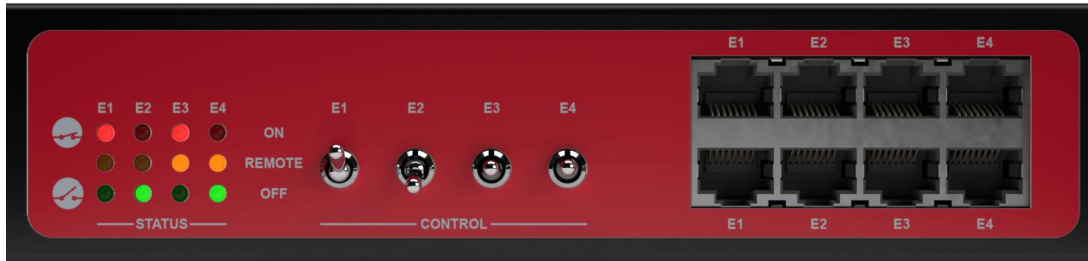 E1 E2 E3 E4
E1 E2 E3 E4
E1 E2 E3 E4
ON
REMOTE
OFF
STATUS
CONTROL
E1 E2 E3 E4